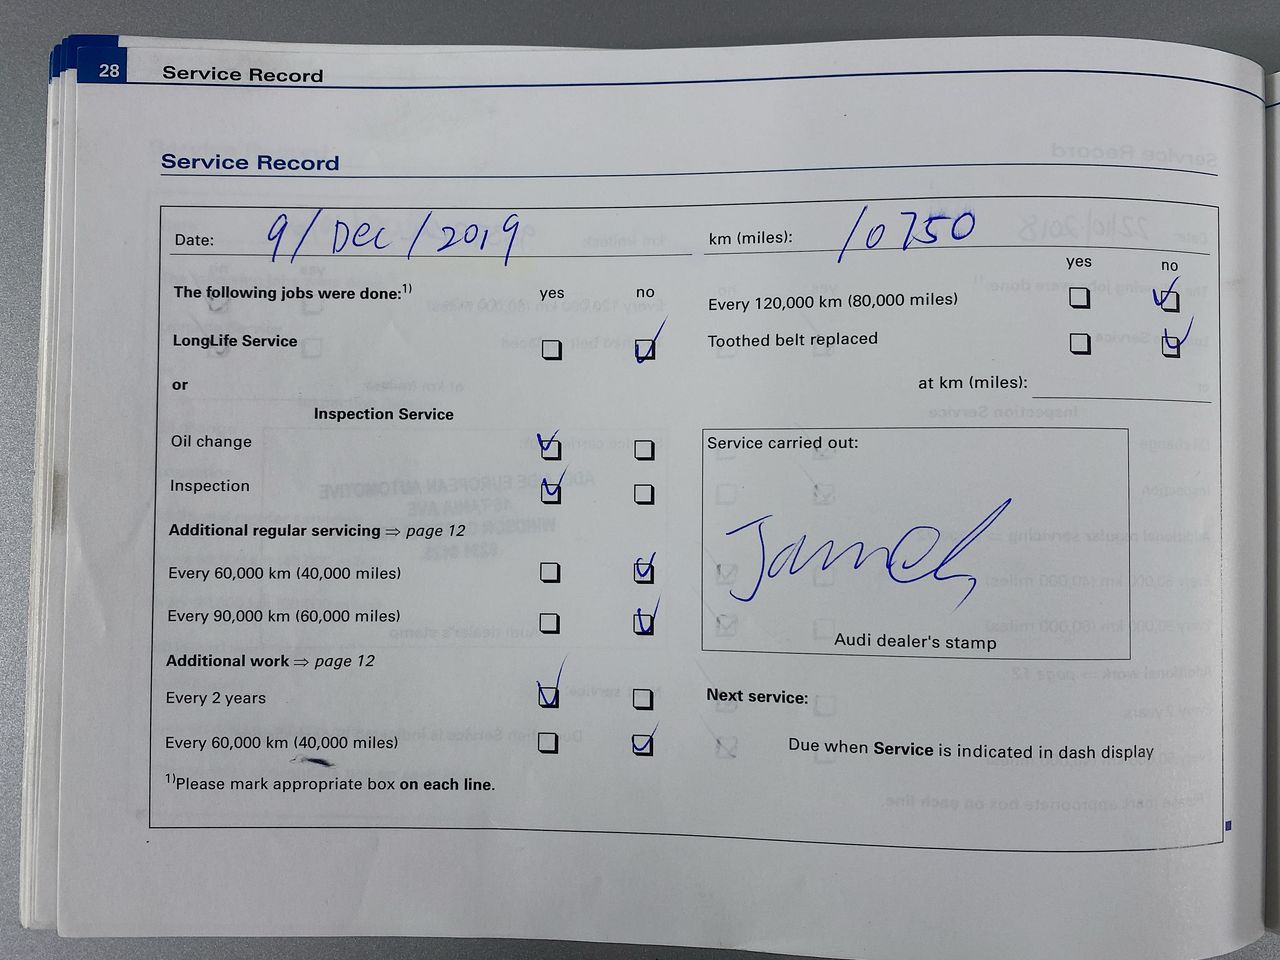 28 Service Record
Service Record
Date: 9/Dec/2019
km (miles): 10750
The following jobs were done:1) yes no
LongLife Service
or
Inspection Service
Oil change
Inspection
Additional regular servicing ⇒ page 12
Every 60,000 km (40,000 miles)
Every 90,000 km (60,000 miles)
Additional work ⇒ page 12
Every 2 years
Every 60,000 km (40,000 miles)
1)Please mark appropriate box on each line.
yes no
Every 120,000 km (80,000 miles)
Toothed belt replaced
at km (miles):
Service carried out:
Audi dealer's stamp
Next service:
Due when Service is indicated in dash display